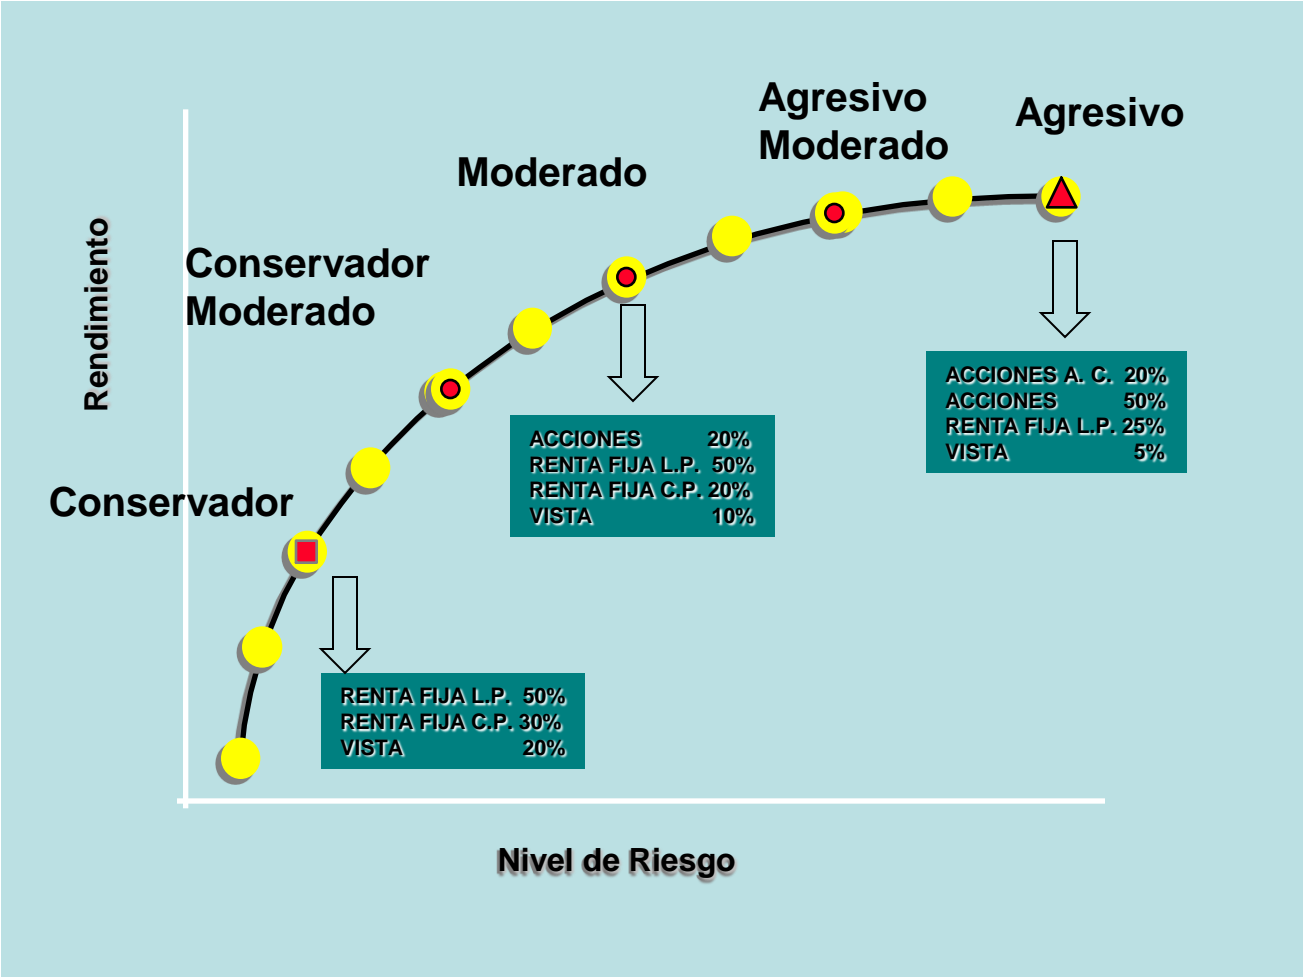 Agresivo
Moderado
Agresivo
Moderado
Conservador
Moderado
Rendimiento
Conservador
ACCIONES A. C. 20%
ACCIONES 50%
RENTA FIJA L.P. 25%
VISTA 5%
ACCIONES 20%
RENTA FIJA L.P. 50%
RENTA FIJA C.P. 20%
VISTA 10%
RENTA FIJA L.P. 50%
RENTA FIJA C.P. 30%
VISTA 20%
Nivel de Riesgo